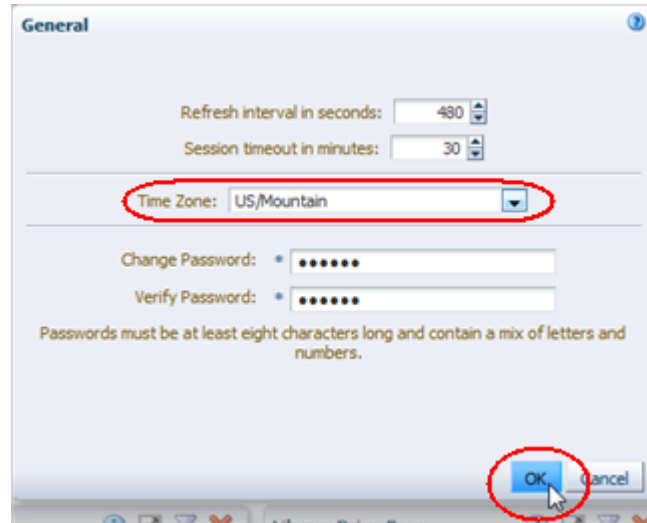 General
Refresh interval in seconds: 480
Session timeout in minutes: 30
Time Zone: US/Mountain
Change Password: * ••••••
Verify Password: * ••••••
Passwords must be at least eight characters long and contain a mix of letters and
numbers.
OK Cancel